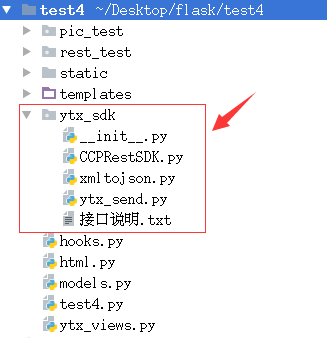 test4 ~/Desktop/flask/test4
pic_test
rest_test
static
templates
ytx_sdk
__init__.py
CCPRestSDK.py
xmltojson.py
ytx_send.py
接口说明.txt
hooks.py
html.py
models.py
test4.py
ytx_views.py